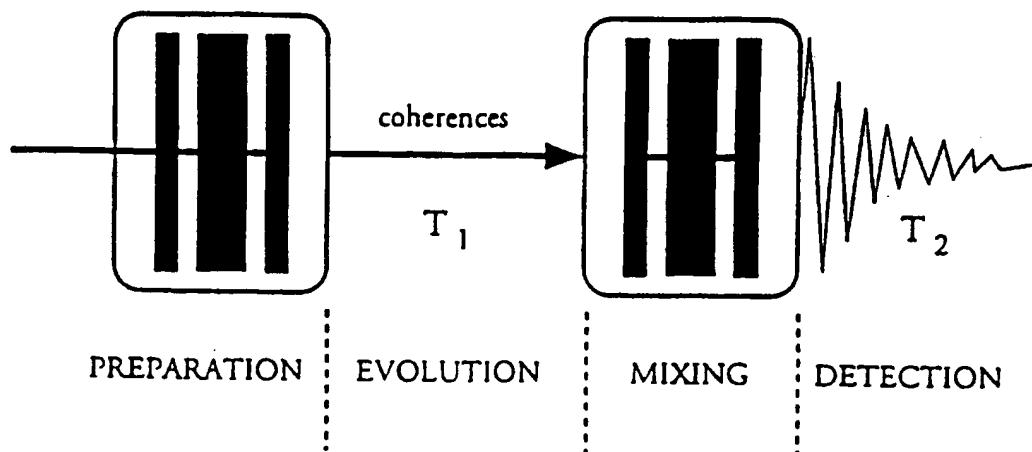 coherences
T1
T2
PREPARATION EVOLUTION MIXING DETECTION